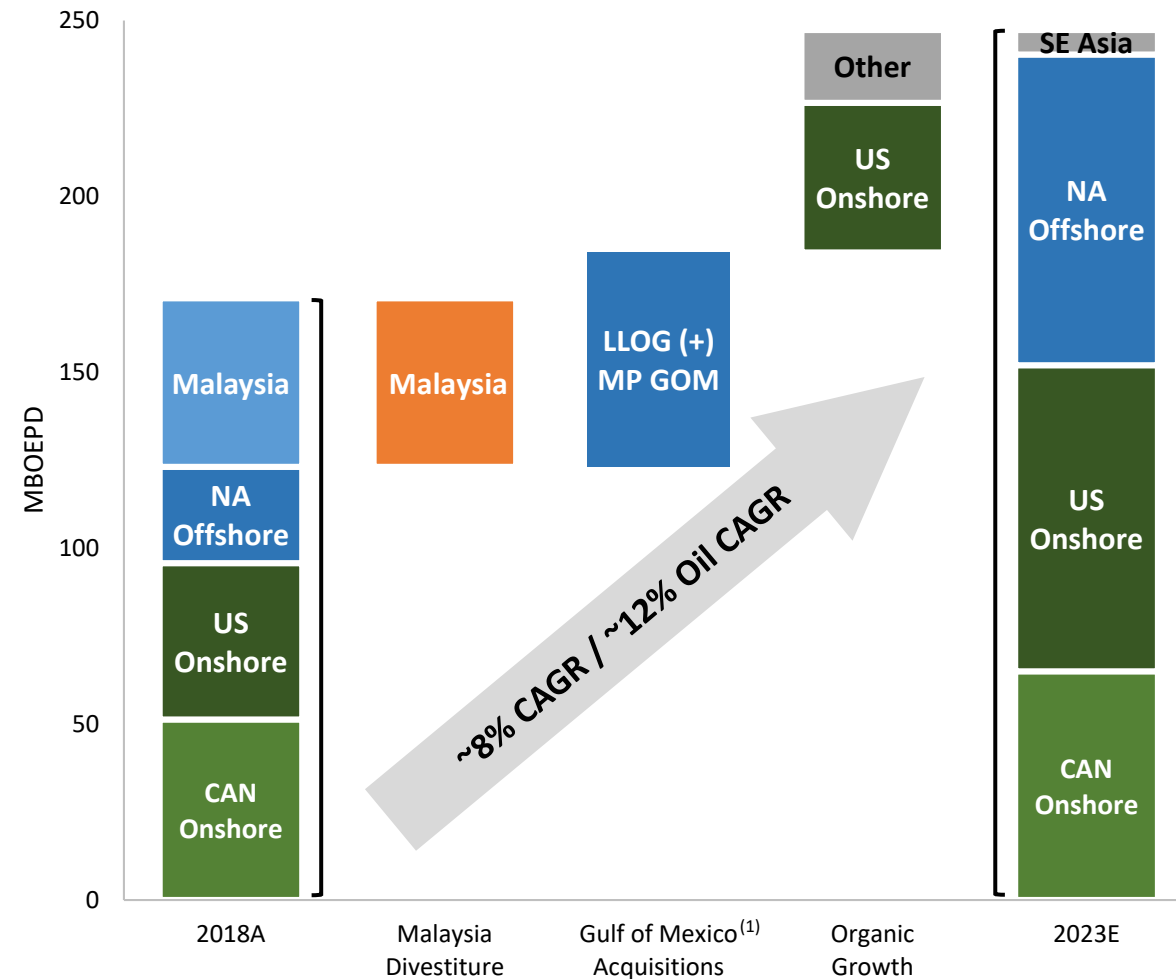 250
200
150
100
50
0
MBOEPD
Malaysia
NA
Offshore
US
Onshore
CAN
Onshore
Malaysia
LLOG (+)
MP GOM
Other
US
Onshore
SE Asia
NA
Offshore
US
Onshore
CAN
Onshore
~8% CAGR / ~12% Oil CAGR
2018A
Malaysia
Divestiture
Gulf of Mexico(1)
Acquisitions
Organic
Growth
2023E